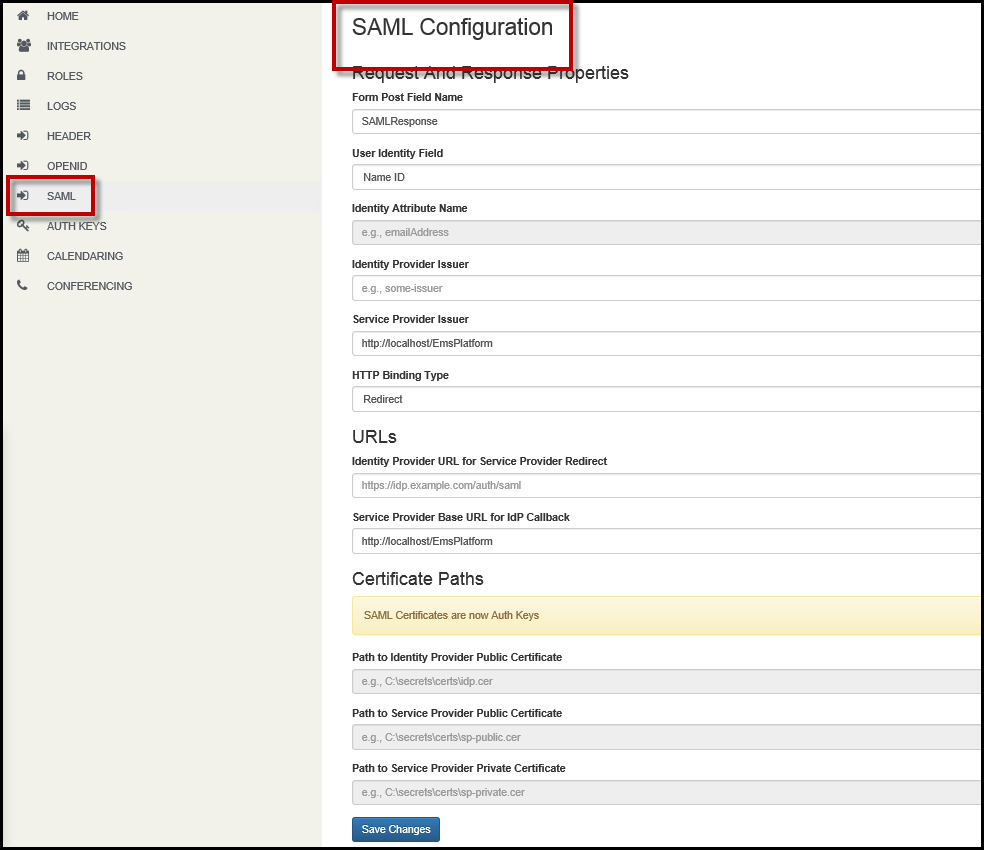 HOME
INTEGRATIONS
ROLES
LOGS
HEADER
OPENID
SAML
AUTH KEYS
CALENDARING
CONFERENCING
SAML Configuration
Request And Response Properties
Form Post Field Name
SAMLResponse
User Identity Field
Name ID
Identity Attribute Name
e.g., emailAddress
Identity Provider Issuer
e.g., some-issuer
Service Provider Issuer
http://localhost/EmsPlatform
HTTP Binding Type
Redirect
URLs
Identity Provider URL for Service Provider Redirect
https://idp.example.com/auth/saml
Service Provider Base URL for IdP Callback
http://localhost/EmsPlatform
Certificate Paths
SAML Certificates are now Auth Keys
Path to Identity Provider Public Certificate
e.g., C:\secrets\certs\idp.cer
Path to Service Provider Public Certificate
e.g., C:\secrets\certs\sp-public.cer
Path to Service Provider Private Certificate
e.g., C:\secrets\certs\sp-private.cer
Save Changes